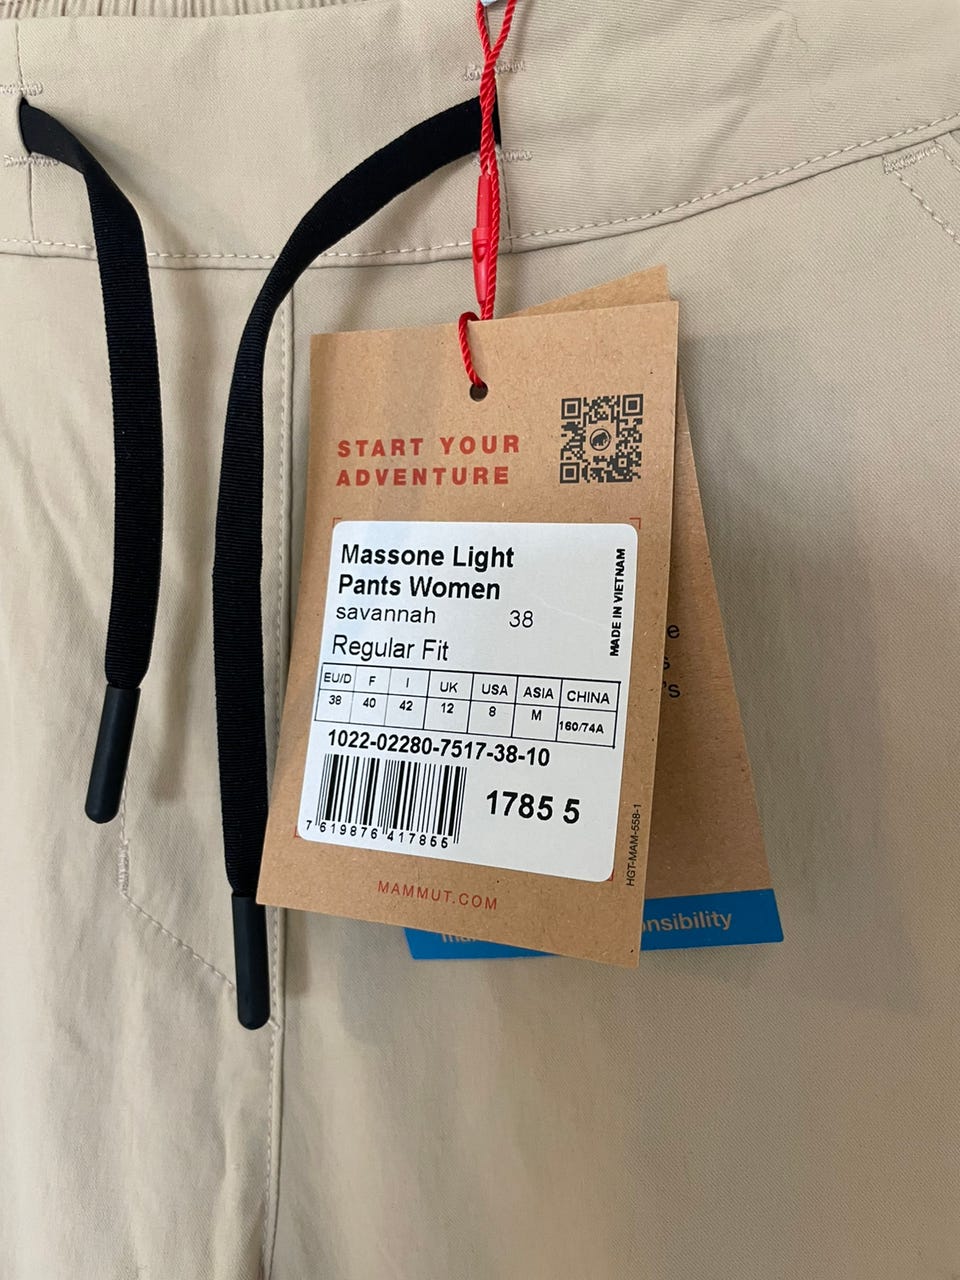 START YOUR
ADVENTURE
Massone Light
Pants Women
savannah 38
Regular Fit
MADE IN VIETNAM
EU/D F I UK USA ASIA CHINA
38 40 42 12 8 M 160/74A
1022-02280-7517-38-10
7 619876 417855
1785 5
HGT-MAM-558-1
MAMMUT.COM
e
s
's
nsibility